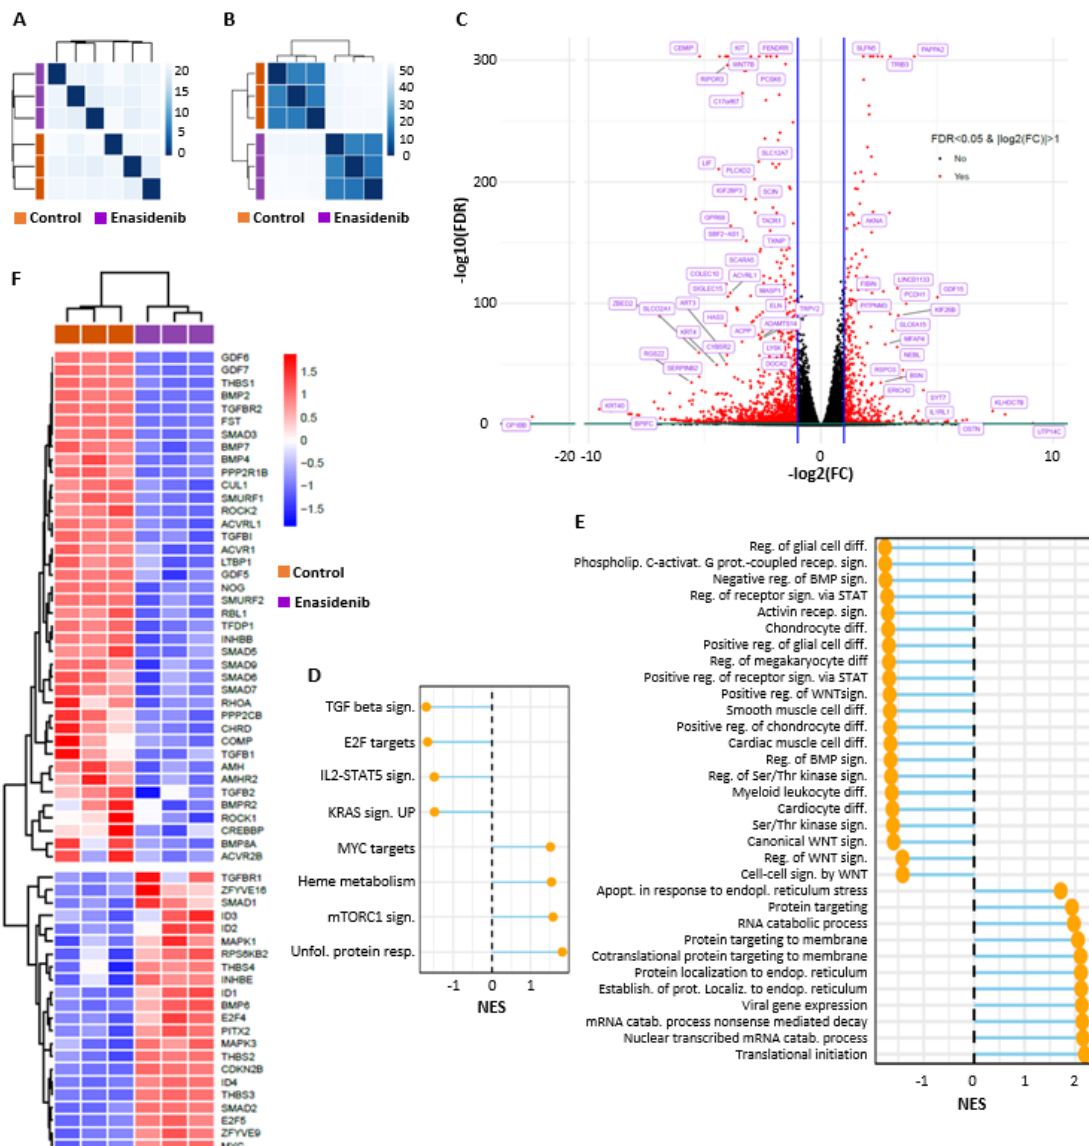 A
20
15
10
5
0
Control
Enasidenib
B
50
40
30
20
10
0
Control
Enasidenib
C
-log10(FDR)
300
200
100
0
-20
-10
0
10
-log2(FC)
FDR<0.05 & |log2(FC)|>1
No
Yes
CEMIP
KIT
FENDRR
SLFN5
PAPPA2
WNT7B
TRIB3
RIPOR3
PCSK6
C17orf67
SLC12A7
LIF
PLCXD2
IGF2BP3
SCIN
GPR68
TACR1
AKNA
SBF2-AS1
TXNIP
SCARA5
COLEC10
ACVRL1
FIBIN
LINC01133
SIGLEC15
MASP1
PCDH1
GDF15
ZBED2
ART3
ELN
TRPV2
PITPNM3
KIF26B
SLCO2A1
HAS3
ADAMTS14
SLC6A15
KRT4
ACPP
MFAP4
CYB5R2
LY5K
RGS22
NEBL
SERPINB2
DOCK2
RSPO3
BSN
ERICH2
KRT40
SYT7
KLHDC7B
IL1RL1
GP1BB
BPIFC
OSTN
UTP14C
F
GDF6
GDF7
THBS1
BMP2
TGFBR2
FST
SMAD3
BMP7
BMP4
PPP2R1B
CUL1
SMURF1
ROCK2
ACVRL1
TGFBI
ACVR1
LTBP1
GDF5
NOG
SMURF2
RBL1
TFDP1
INHBB
SMAD5
SMAD9
SMAD6
SMAD7
RHOA
PPP2CB
CHRD
COMP
TGFB1
AMH
AMHR2
TGFB2
BMPR2
ROCK1
CREBBP
BMP8A
ACVR2B
TGFBR1
ZFYVE16
SMAD1
ID3
ID2
MAPK1
RPS6KB2
THBS4
INHBE
ID1
BMP6
E2F4
PITX2
MAPK3
THBS2
CDKN2B
ID4
THBS3
SMAD2
E2F5
ZFYVE9
MYC
1.5
1
0.5
0
−0.5
−1
−1.5
Control
Enasidenib
D
TGF beta sign.
E2F targets
IL2-STAT5 sign.
KRAS sign. UP
MYC targets
Heme metabolism
mTORC1 sign.
Unfol. protein resp.
-1
0
1
NES
E
Reg. of glial cell diff.
Phospholip. C-activat. G prot.-coupled recep. sign.
Negative reg. of BMP sign.
Reg. of receptor sign. via STAT
Activin recep. sign.
Chondrocyte diff.
Positive reg. of glial cell diff.
Reg. of megakaryocyte diff
Positive reg. of receptor sign. via STAT
Positive reg. of WNTsign.
Smooth muscle cell diff.
Positive reg. of chondrocyte diff.
Cardiac muscle cell diff.
Reg. of BMP sign.
Reg. of Ser/Thr kinase sign.
Myeloid leukocyte diff.
Cardiocyte diff.
Ser/Thr kinase sign.
Canonical WNT sign.
Reg. of WNT sign.
Cell-cell sign. by WNT
Apopt. in response to endopl. reticulum stress
Protein targeting
RNA catabolic process
Protein targeting to membrane
Cotranslational protein targeting to membrane
Protein localization to endop. reticulum
Establish. of prot. Localiz. to endop. reticulum
Viral gene expression
mRNA catab. process nonsense mediated decay
Nuclear transcribed mRNA catab. process
Translational initiation
-1
0
1
2
NES